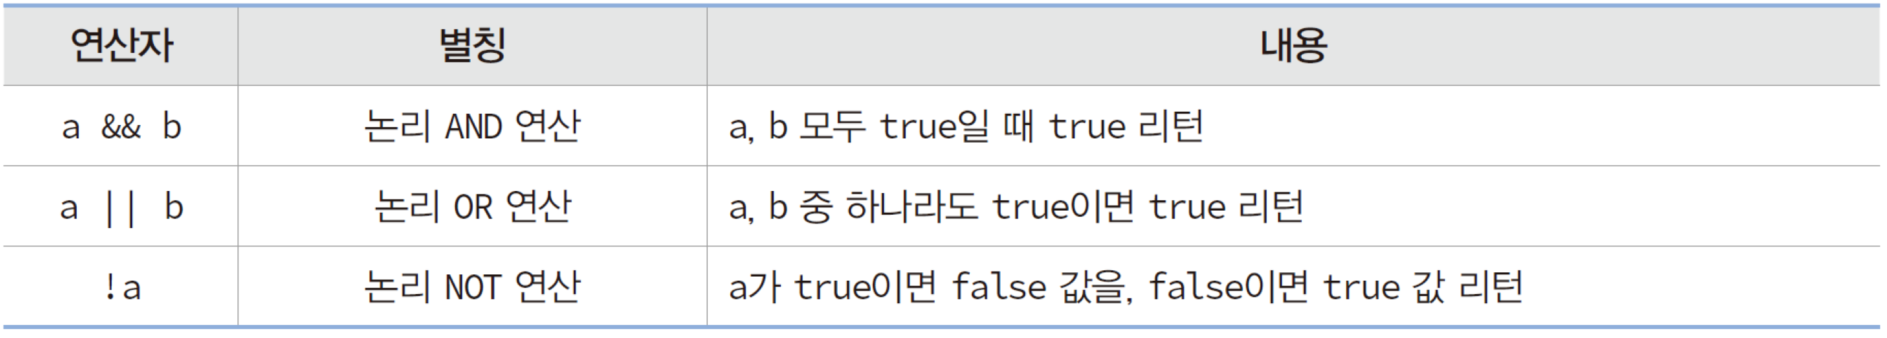 연산자 별칭 내용
a && b 논리 AND 연산 a, b 모두 true일 때 true 리턴
a || b 논리 OR 연산 a, b 중 하나라도 true이면 true 리턴
!a 논리 NOT 연산 a가 true이면 false 값을, false이면 true 값 리턴